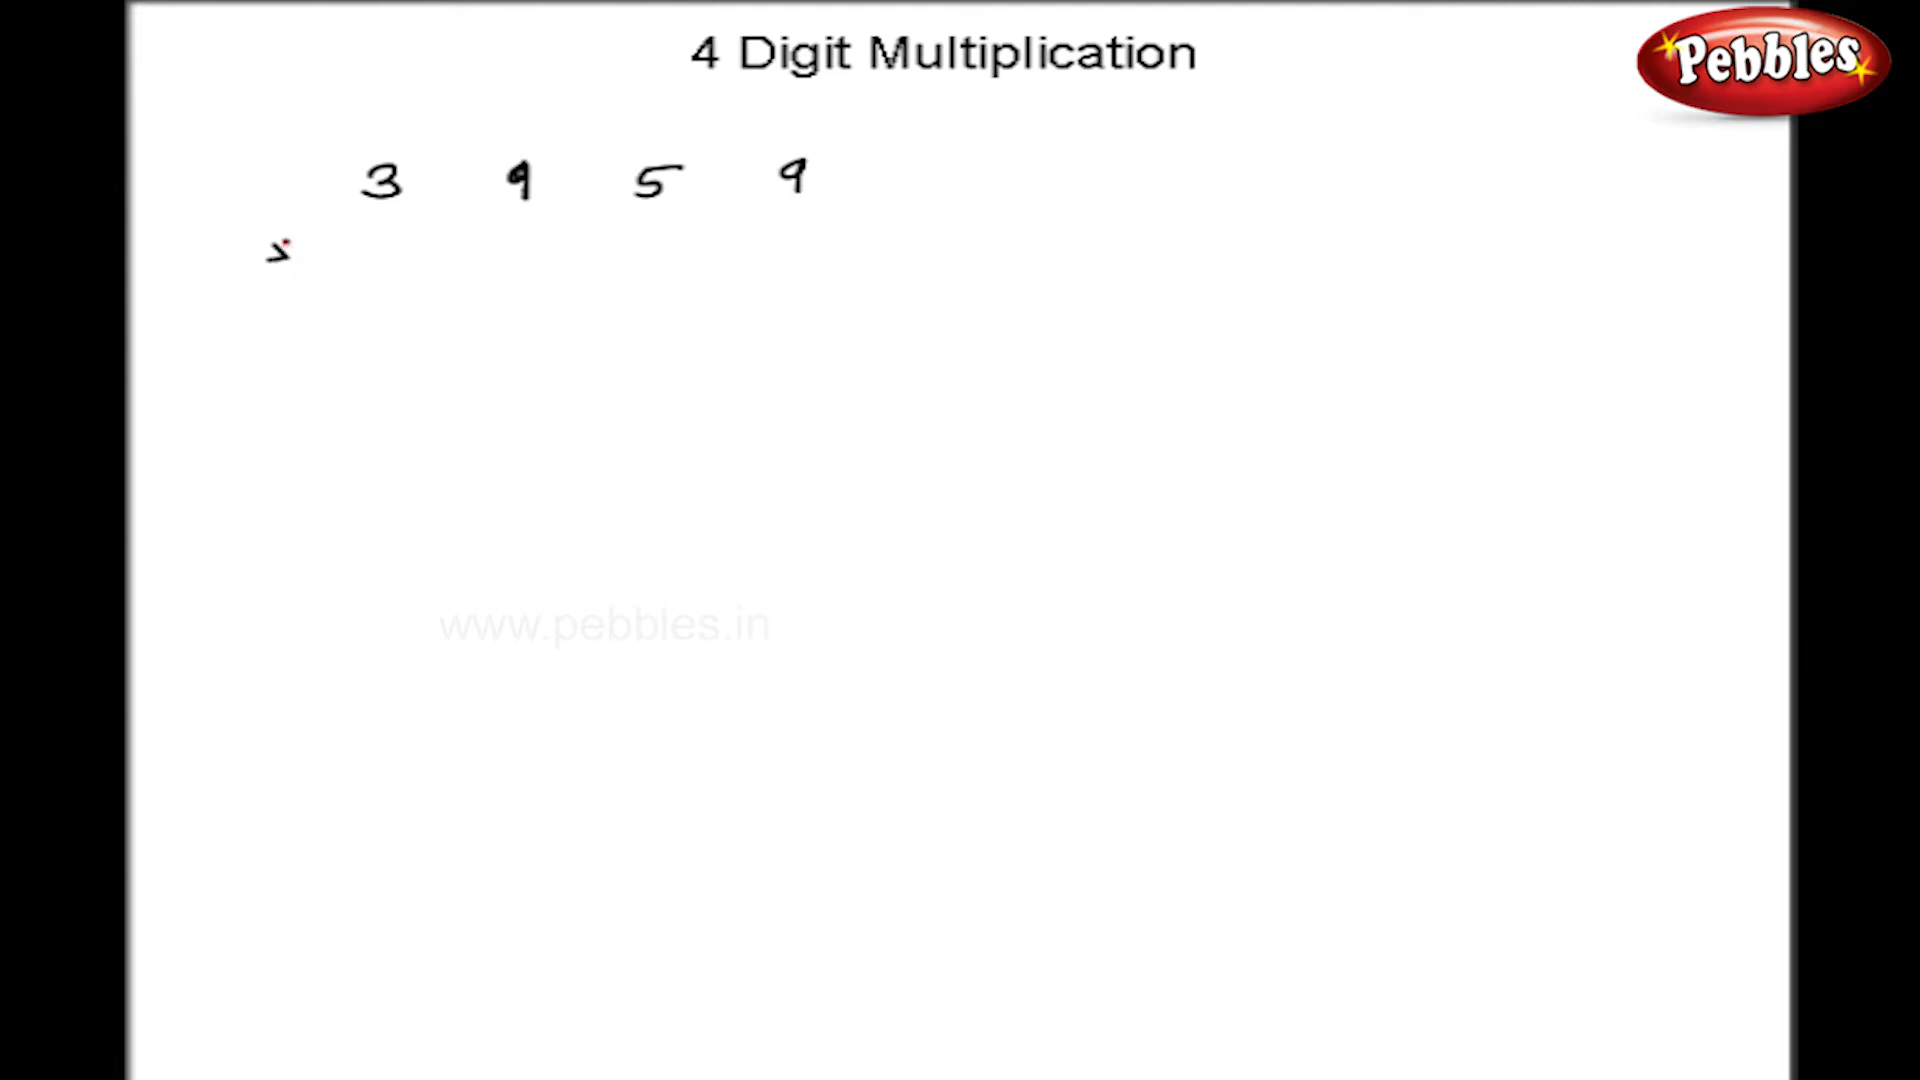 4 Digit Multiplication
Pebbles
3 9 5 9
×
www.pebbles.in